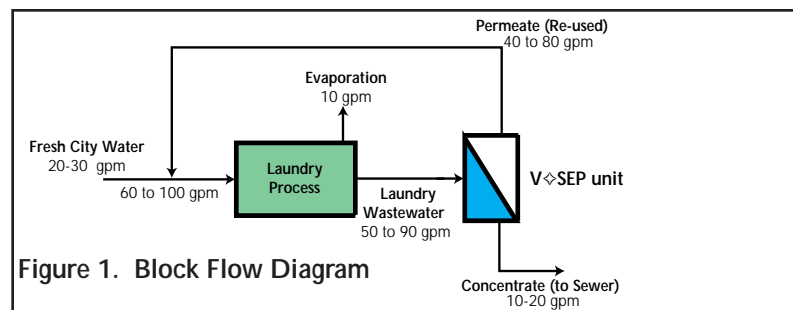 Permeate (Re-used)
40 to 80 gpm
Evaporation
10 gpm
Fresh City Water
20-30 gpm
60 to 100 gpm
Laundry
Process
Laundry
Wastewater
50 to 90 gpm
V✧SEP unit
Figure 1. Block Flow Diagram
Concentrate (to Sewer)
10-20 gpm